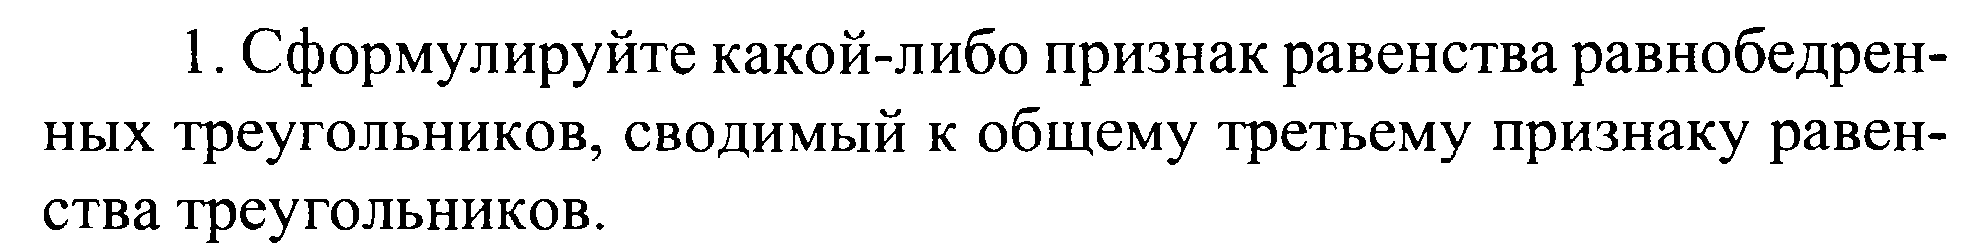 1. Сформулируйте какой-либо признак равенства равнобедрен-
ных треугольников, сводимый к общему третьему признаку равен-
ства треугольников.